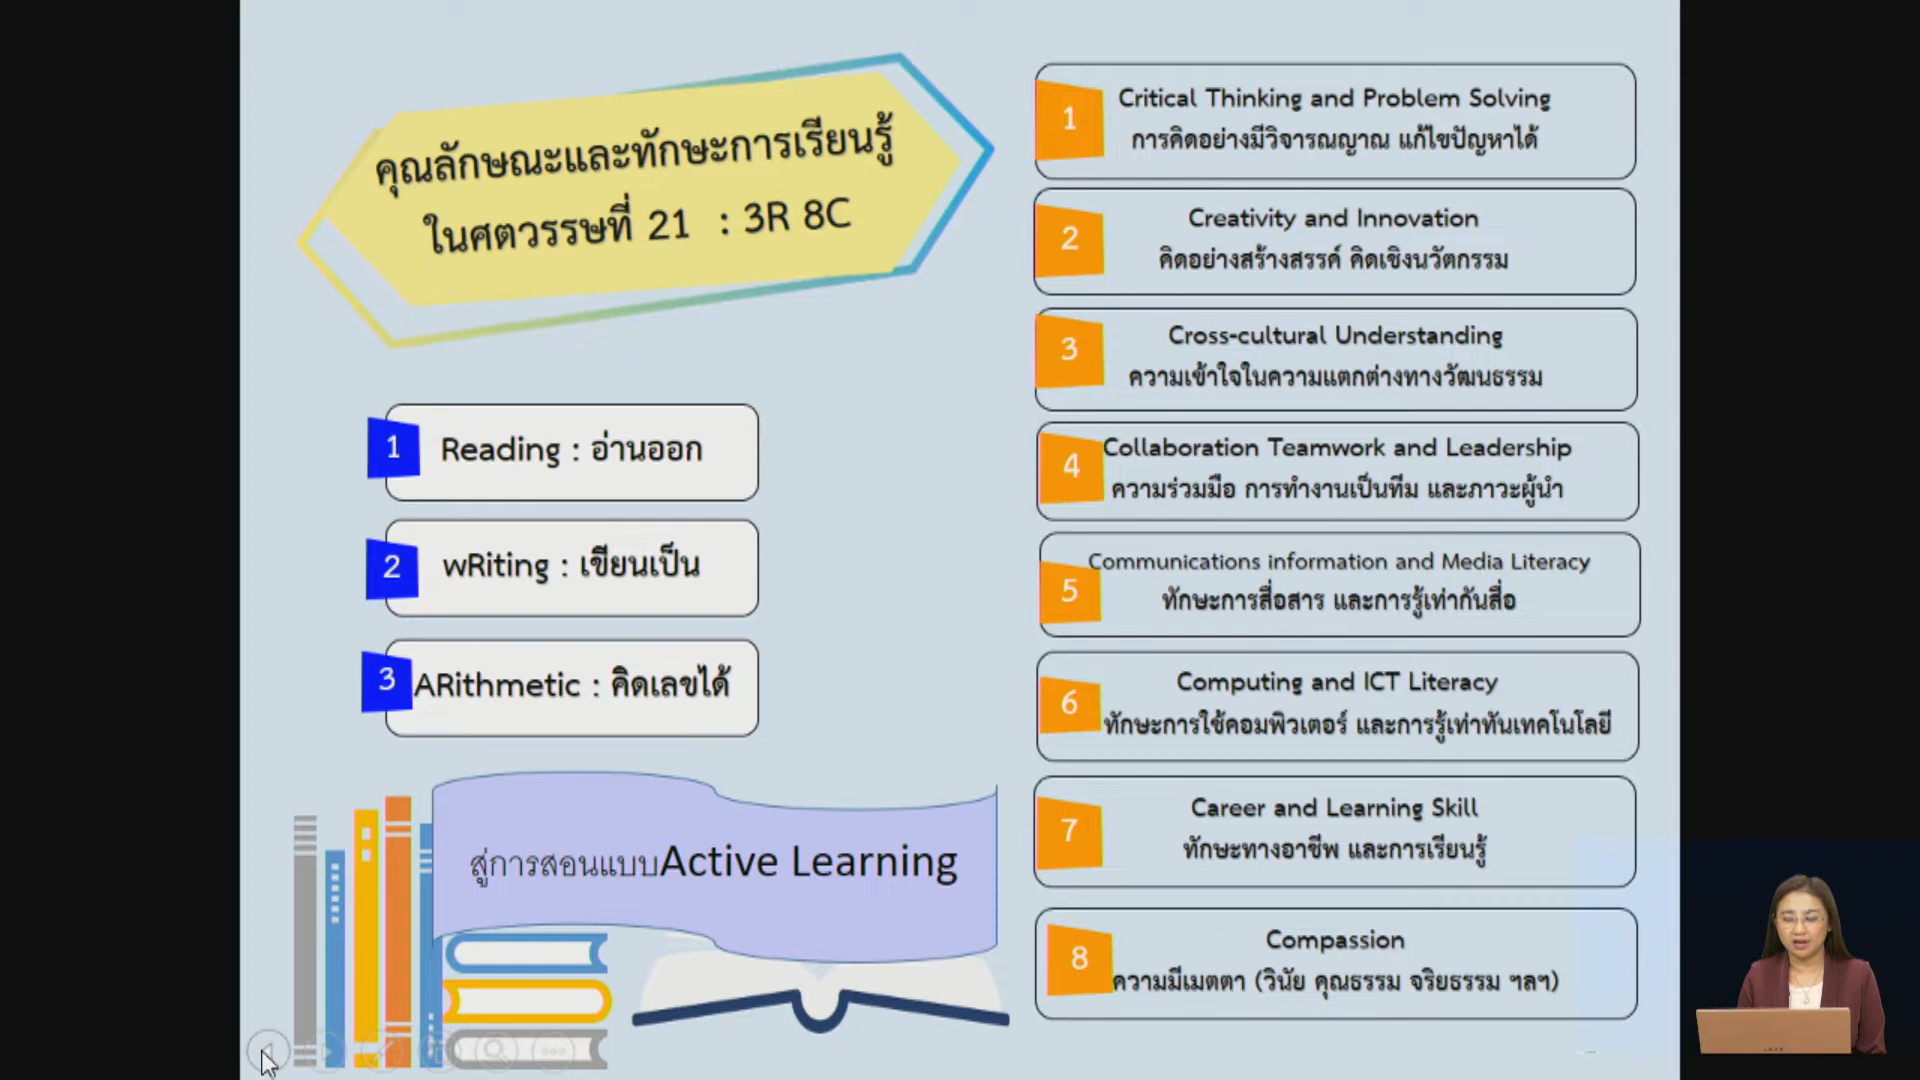 คุณลักษณะและทักษะการเรียนรู้
ในศตวรรษที่ 21 : 3R 8C
1
Reading : อ่านออก
2
wRiting : เขียนเป็น
3
ARithmetic : คิดเลขได้
สู่การสอนแบบActive Learning
1
Critical Thinking and Problem Solving
การคิดอย่างมีวิจารณญาณ แก้ไขปัญหาได้
2
Creativity and Innovation
คิดอย่างสร้างสรรค์ คิดเชิงนวัตกรรม
3
Cross-cultural Understanding
ความเข้าใจในความแตกต่างทางวัฒนธรรม
4
Collaboration Teamwork and Leadership
ความร่วมมือ การทำงานเป็นทีม และภาวะผู้นำ
5
Communications information and Media Literacy
ทักษะการสื่อสาร และการรู้เท่ากันสื่อ
6
Computing and ICT Literacy
ทักษะการใช้คอมพิวเตอร์ และการรู้เท่าทันเทคโนโลยี
7
Career and Learning Skill
ทักษะทางอาชีพ และการเรียนรู้
8
Compassion
ความมีเมตตา (วินัย คุณธรรม จริยธรรม ฯลฯ)